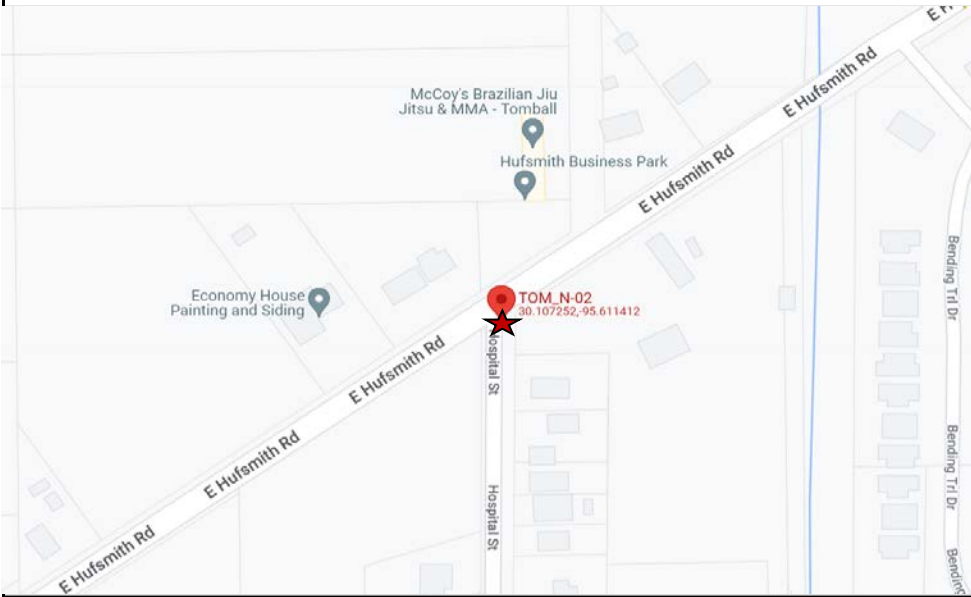 E H
E Hufsmith Rd
McCoy's Brazilian Jiu
Jitsu & MMA - Tomball
Hufsmith Business Park
E Hufsmith Rd
Bending Trl Dr
Economy House
Painting and Siding
TOM_N-02
30.107252,-95.611412
Hospital St
E Hufsmith Rd
E Hufsmith Rd
Bending Trl Dr
Hospital St
E Hufsmith Rd
Bending